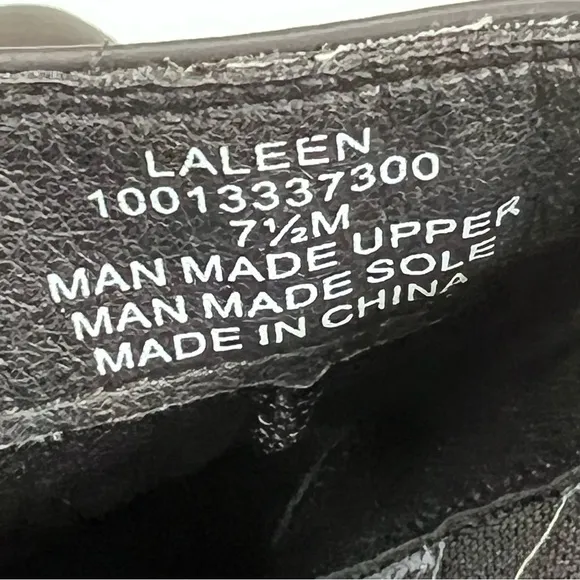 LALEEN
10013337300
7½M
MAN MADE UPPER
MAN MADE SOLE
MADE IN CHINA